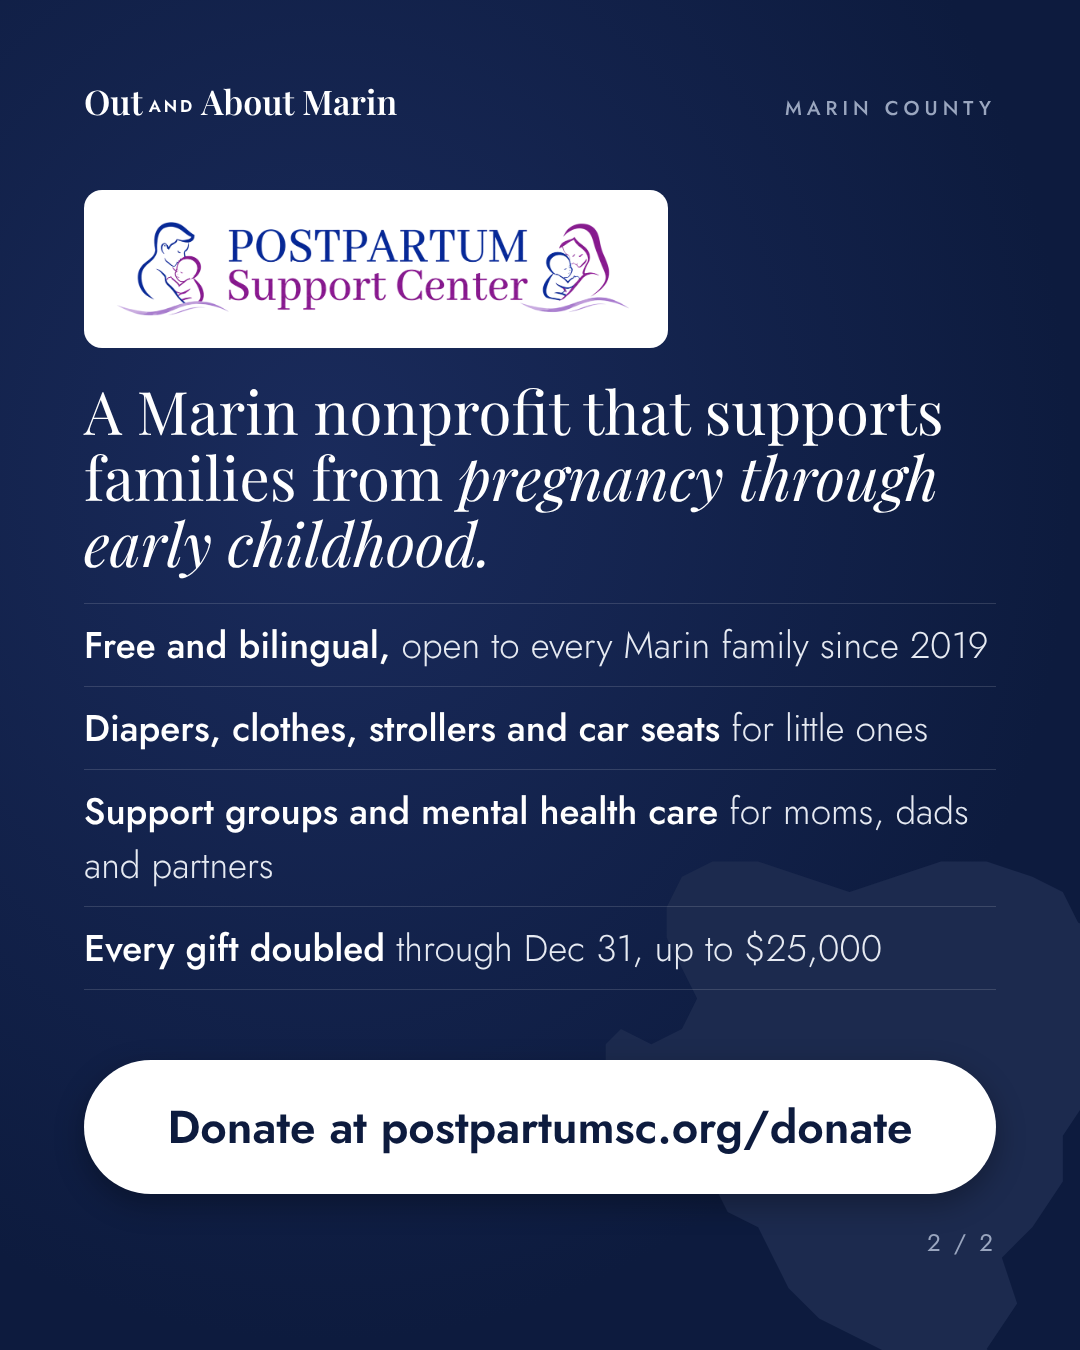 Out AND About Marin
MARIN COUNTY
POSTPARTUM
Support Center
A Marin nonprofit that supports
families from pregnancy through
early childhood.
Free and bilingual, open to every Marin family since 2019
Diapers, clothes, strollers and car seats for little ones
Support groups and mental health care for moms, dads
and partners
Every gift doubled through Dec 31, up to $25,000
Donate at postpartumsc.org/donate
2 / 2